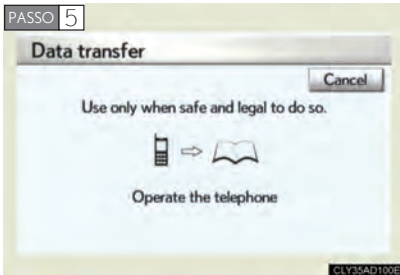 PASSO 5
Data transfer
Cancel
Use only when safe and legal to do so.
Operate the telephone
CLY35AD100E